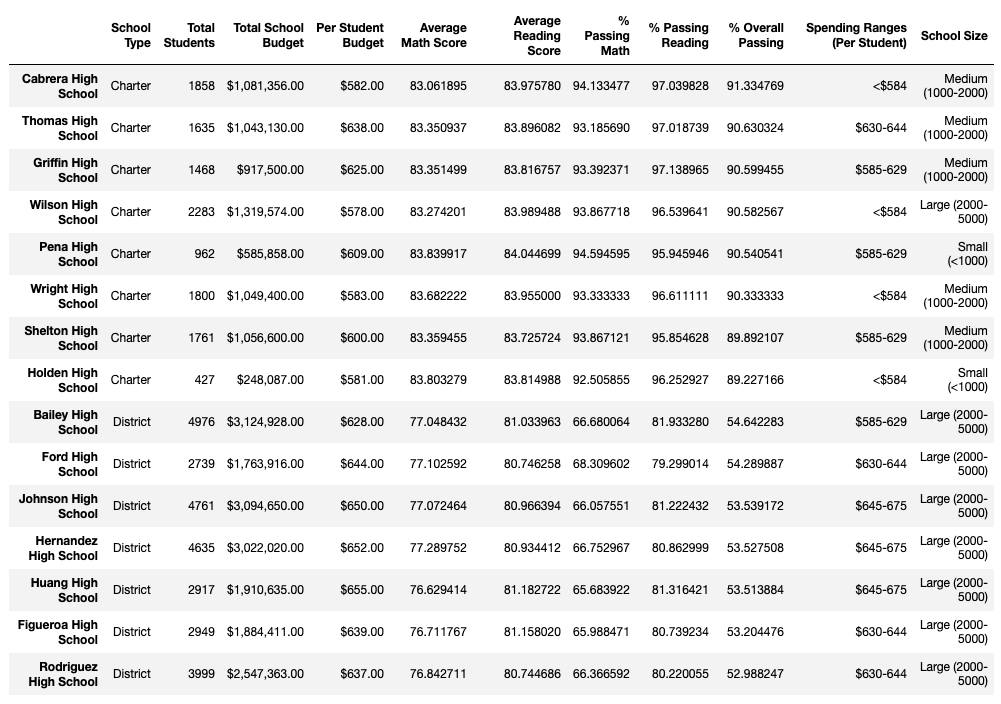 School Type Total Students Total School Budget Per Student Budget Average Math Score Average Reading Score % Passing Math % Passing Reading % Overall Passing Spending Ranges (Per Student) School Size
Cabrera High School Charter 1858 $1,081,356.00 $582.00 83.061895 83.975780 94.133477 97.039828 91.334769 <$584 Medium (1000-2000)
Thomas High School Charter 1635 $1,043,130.00 $638.00 83.350937 83.896082 93.185690 97.018739 90.630324 $630-644 Medium (1000-2000)
Griffin High School Charter 1468 $917,500.00 $625.00 83.351499 83.816757 93.392371 97.138965 90.599455 $585-629 Medium (1000-2000)
Wilson High School Charter 2283 $1,319,574.00 $578.00 83.274201 83.989488 93.867718 96.539641 90.582567 <$584 Large (2000-5000)
Pena High School Charter 962 $585,858.00 $609.00 83.839917 84.044699 94.594595 95.945946 90.540541 $585-629 Small (<1000)
Wright High School Charter 1800 $1,049,400.00 $583.00 83.682222 83.955000 93.333333 96.611111 90.333333 <$584 Medium (1000-2000)
Shelton High School Charter 1761 $1,056,600.00 $600.00 83.359455 83.725724 93.867121 95.854628 89.892107 $585-629 Medium (1000-2000)
Holden High School Charter 427 $248,087.00 $581.00 83.803279 83.814988 92.505855 96.252927 89.227166 <$584 Small (<1000)
Bailey High School District 4976 $3,124,928.00 $628.00 77.048432 81.033963 66.680064 81.933280 54.642283 $585-629 Large (2000-5000)
Ford High School District 2739 $1,763,916.00 $644.00 77.102592 80.746258 68.309602 79.299014 54.289887 $630-644 Large (2000-5000)
Johnson High School District 4761 $3,094,650.00 $650.00 77.072464 80.966394 66.057551 81.222432 53.539172 $645-675 Large (2000-5000)
Hernandez High School District 4635 $3,022,020.00 $652.00 77.289752 80.934412 66.752967 80.862999 53.527508 $645-675 Large (2000-5000)
Huang High School District 2917 $1,910,635.00 $655.00 76.629414 81.182722 65.683922 81.316421 53.513884 $645-675 Large (2000-5000)
Figueroa High School District 2949 $1,884,411.00 $639.00 76.711767 81.158020 65.988471 80.739234 53.204476 $630-644 Large (2000-5000)
Rodriguez High School District 3999 $2,547,363.00 $637.00 76.842711 80.744686 66.366592 80.220055 52.988247 $630-644 Large (2000-5000)